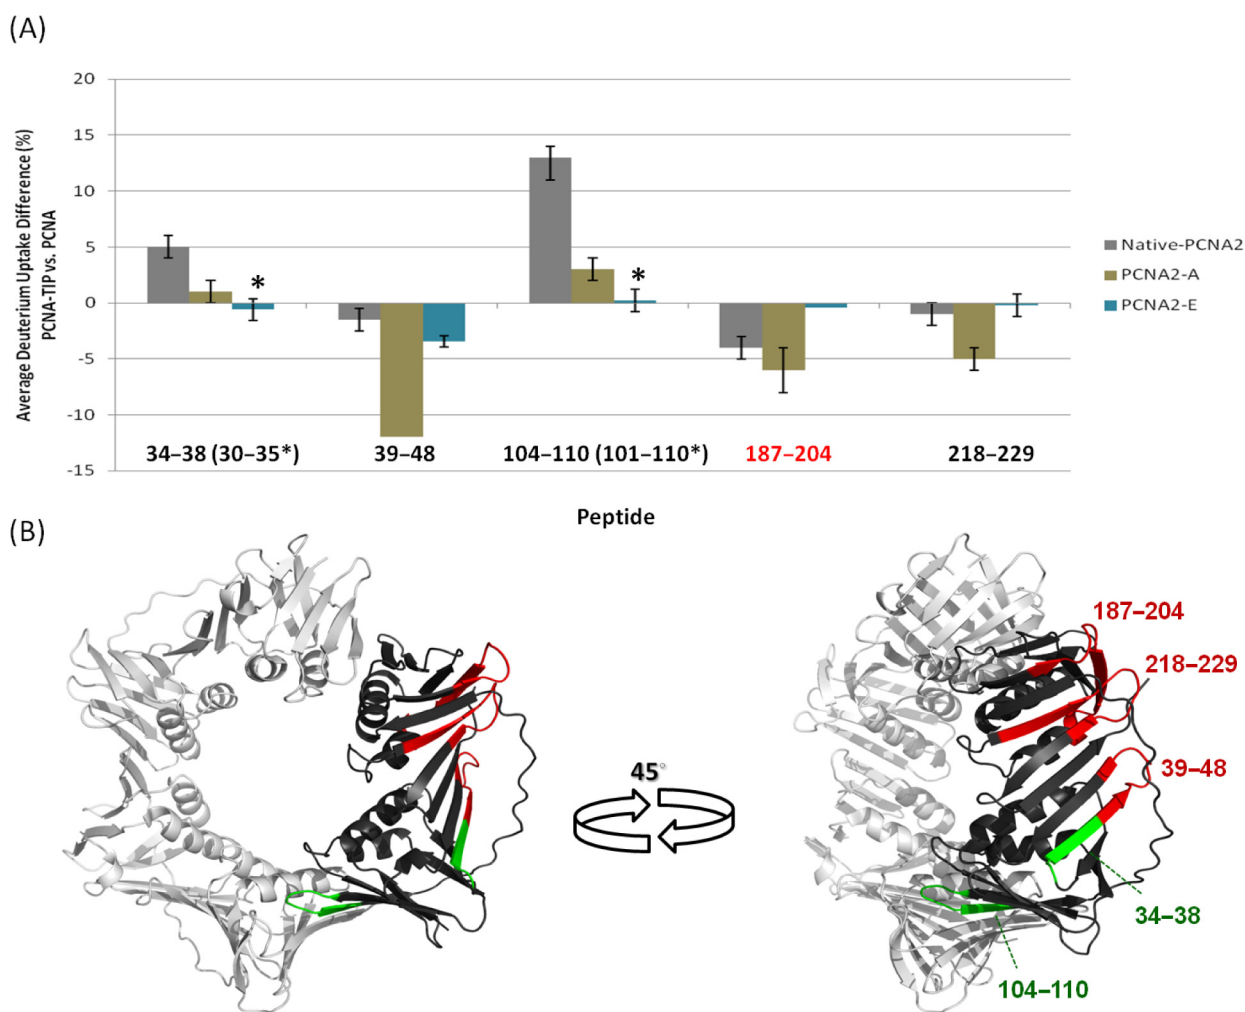 (A)
Average Deuterium Uptake Difference (%)
PCNA-TIP vs. PCNA
20
15
10
5
0
-5
-10
-15
*
*
34–38 (30–35*)
39–48
104–110 (101–110*)
187–204
218–229
Peptide
Native-PCNA2
PCNA2-A
PCNA2-E
(B)
45°
187–204
218–229
39–48
34–38
104–110